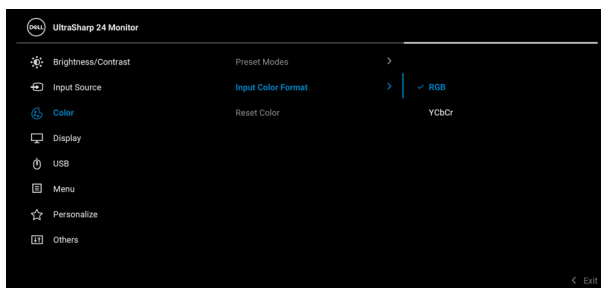 DELL UltraSharp 24 Monitor
Brightness/Contrast
Preset Modes
Input Source
Input Color Format
RGB
Color
Reset Color
YCbCr
Display
USB
Menu
Personalize
Others
Exit